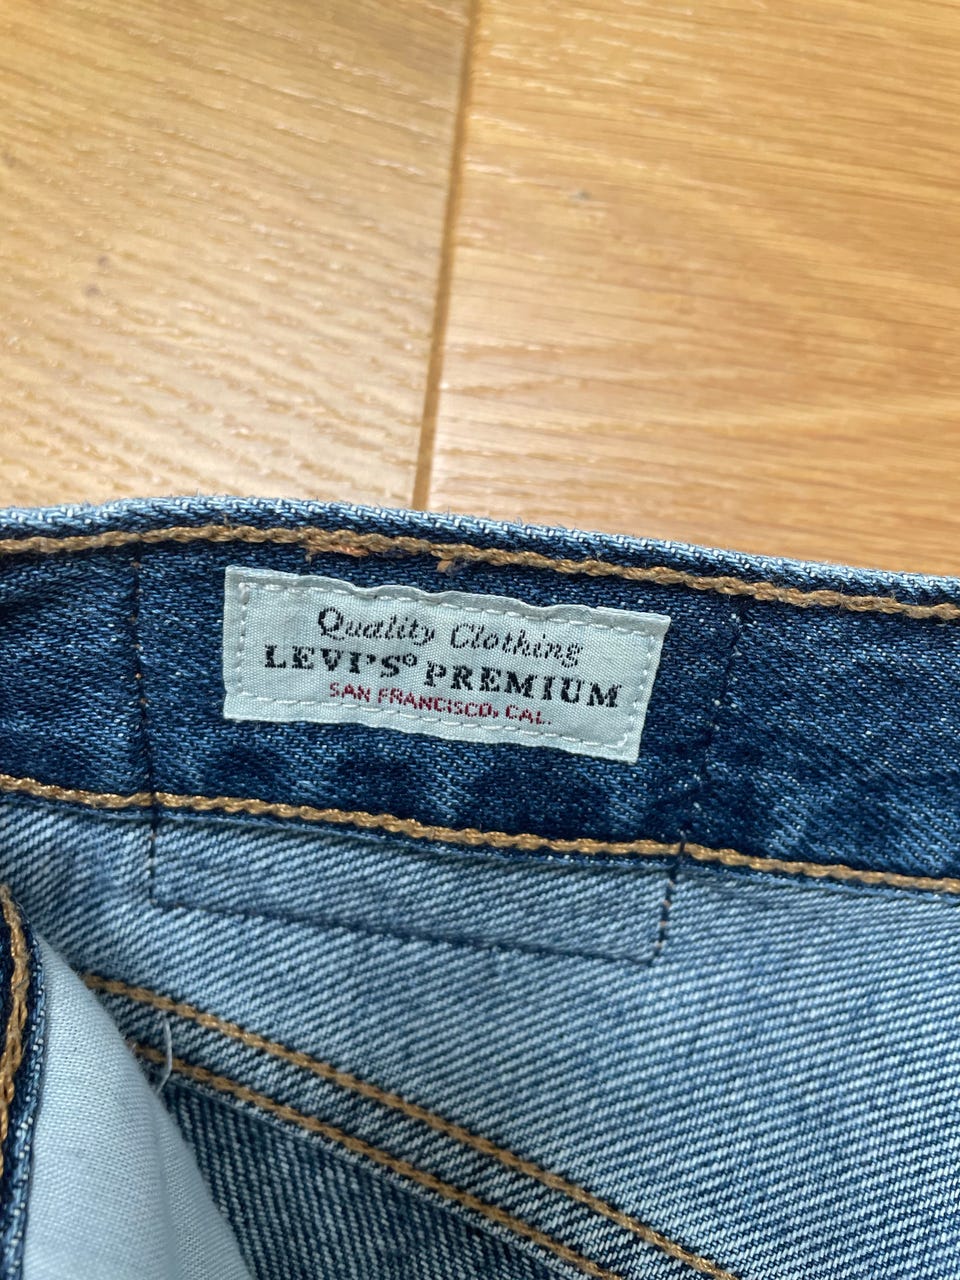 Quality Clothing
LEVI'S® PREMIUM
SAN FRANCISCO, CAL.